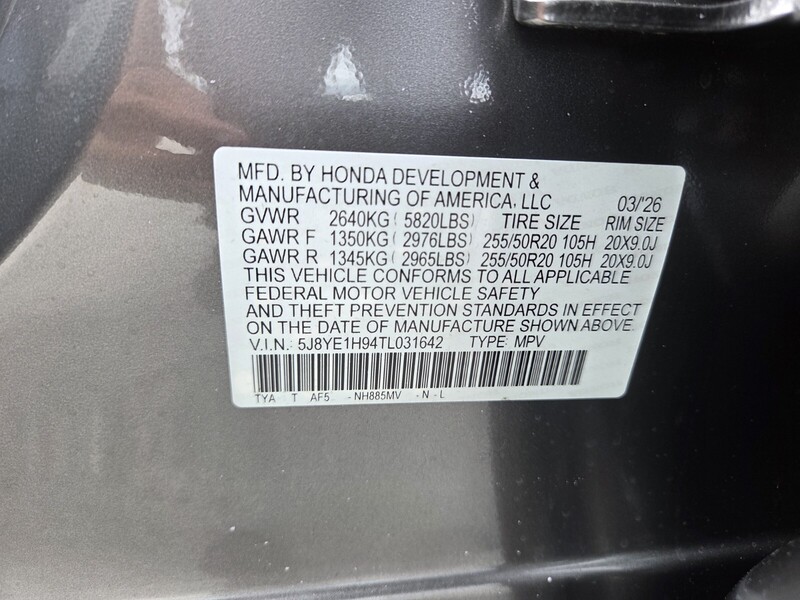 MFD. BY HONDA DEVELOPMENT &
MANUFACTURING OF AMERICA, LLC 03/'26
GVWR 2640KG ( 5820LBS) TIRE SIZE RIM SIZE
GAWR F 1350KG ( 2976LBS) 255/50R20 105H 20X9.0J
GAWR R 1345KG ( 2965LBS) 255/50R20 105H 20X9.0J
THIS VEHICLE CONFORMS TO ALL APPLICABLE
FEDERAL MOTOR VEHICLE SAFETY
AND THEFT PREVENTION STANDARDS IN EFFECT
ON THE DATE OF MANUFACTURE SHOWN ABOVE.
V.I.N.: 5J8YE1H94TL031642 TYPE: MPV
TYA T AF5 -NH885MV -N-L